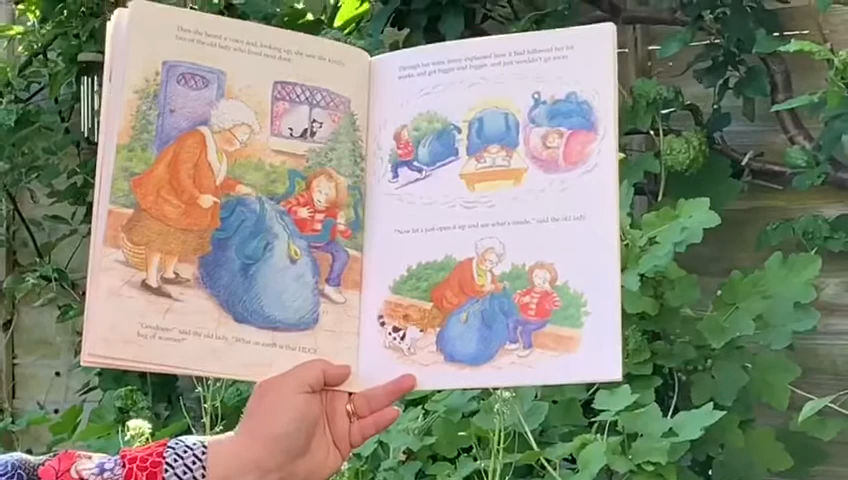 Then she heard a voice and, looking up, she saw the kindly
face of the old lady who lived next door.
"Goodness!" said the old lady, "What on earth is this HUGE
bag of worries?"
Through her tears, Jenny explained how it had followed her for
weeks, and got bigger and bigger, and just wouldn't go away.
"Now let's just open it up and see what's inside," said the old lady.